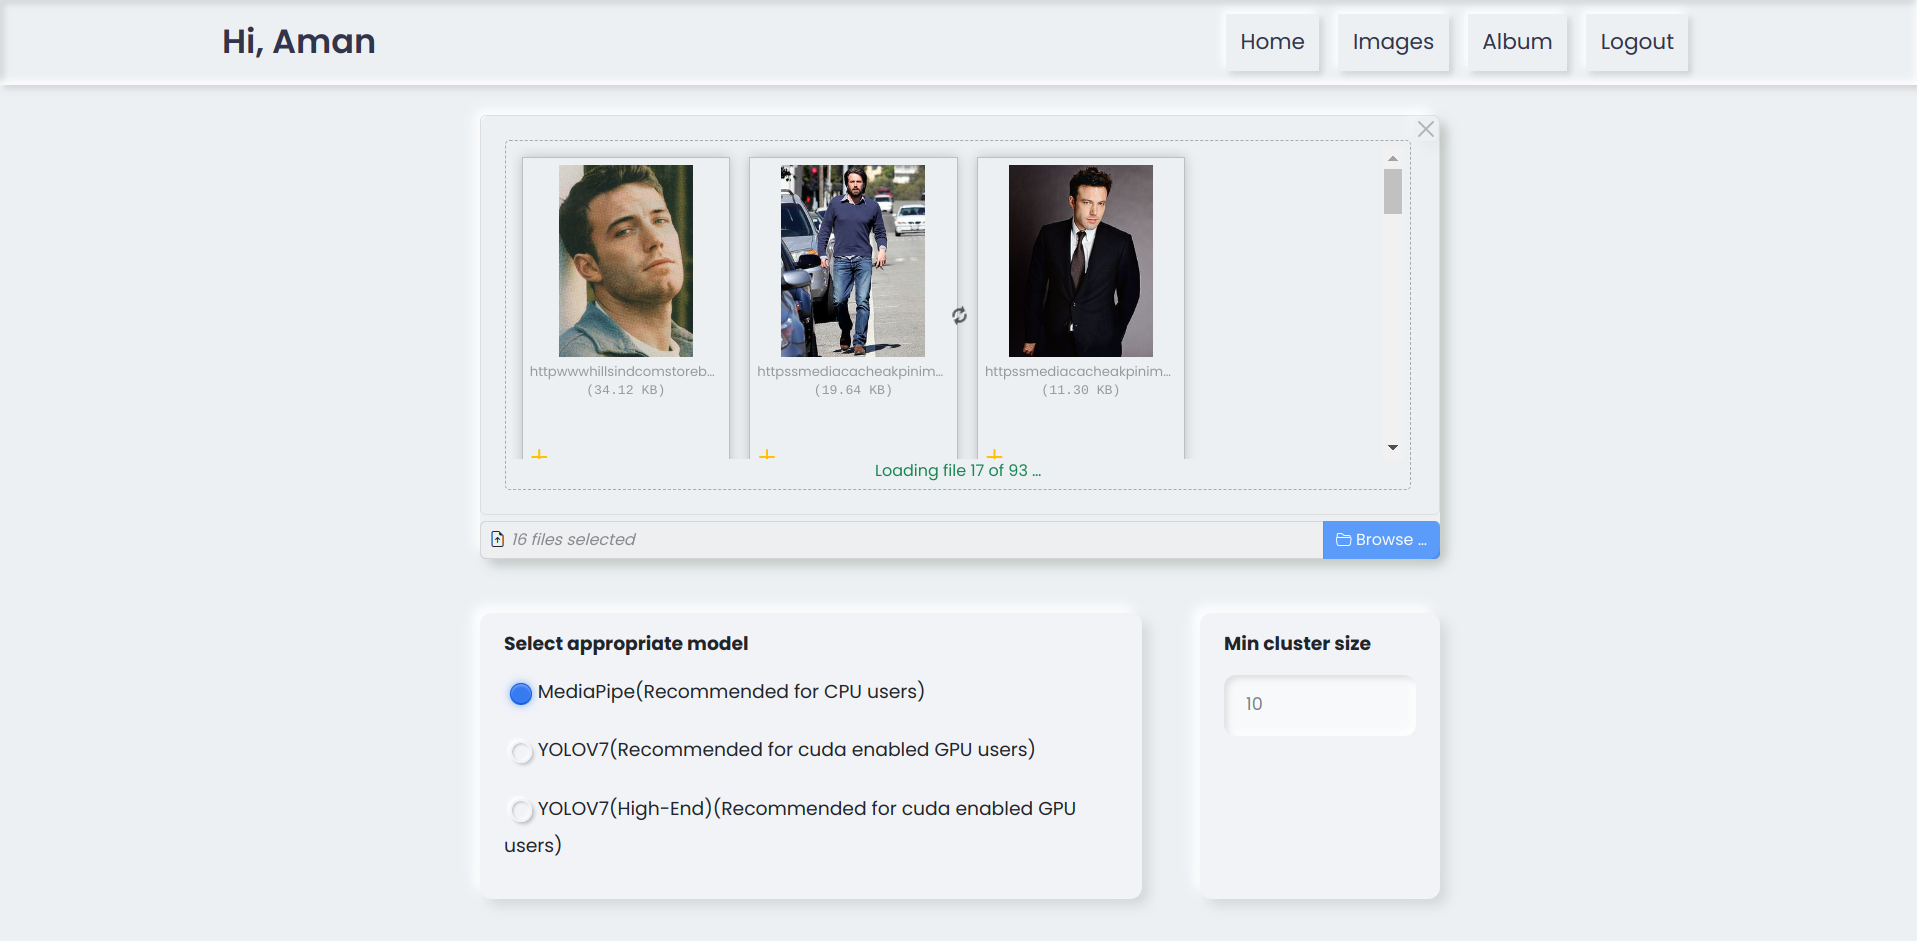 Hi, Aman
Home
Images
Album
Logout
httpwwwhillsindcomstoreb...
(34.12 KB)
httpssmediacacheakpinim...
(19.64 KB)
httpssmediacacheakpinim...
(11.30 KB)
Loading file 17 of 93 ...
16 files selected
Browse ...
Select appropriate model
MediaPipe(Recommended for CPU users)
YOLOV7(Recommended for cuda enabled GPU users)
YOLOV7(High-End)(Recommended for cuda enabled GPU
users)
Min cluster size
10